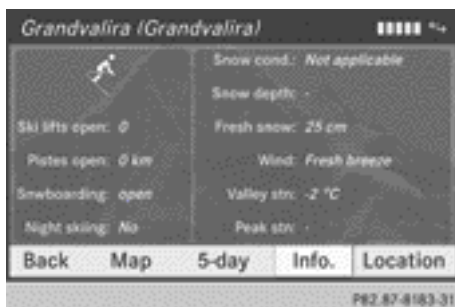 Grandvalira (Grandvalira)
Snow cond.: Not applicable
Snow depth: -
Ski lifts open: 0
Fresh snow: 25 cm
Pistes open: 0 km
Wind: Fresh breeze
Snwboarding: open
Valley stn: -2 °C
Night skiing: No
Peak stn: -
Back Map 5-day Info. Location
P82.87-8183-31